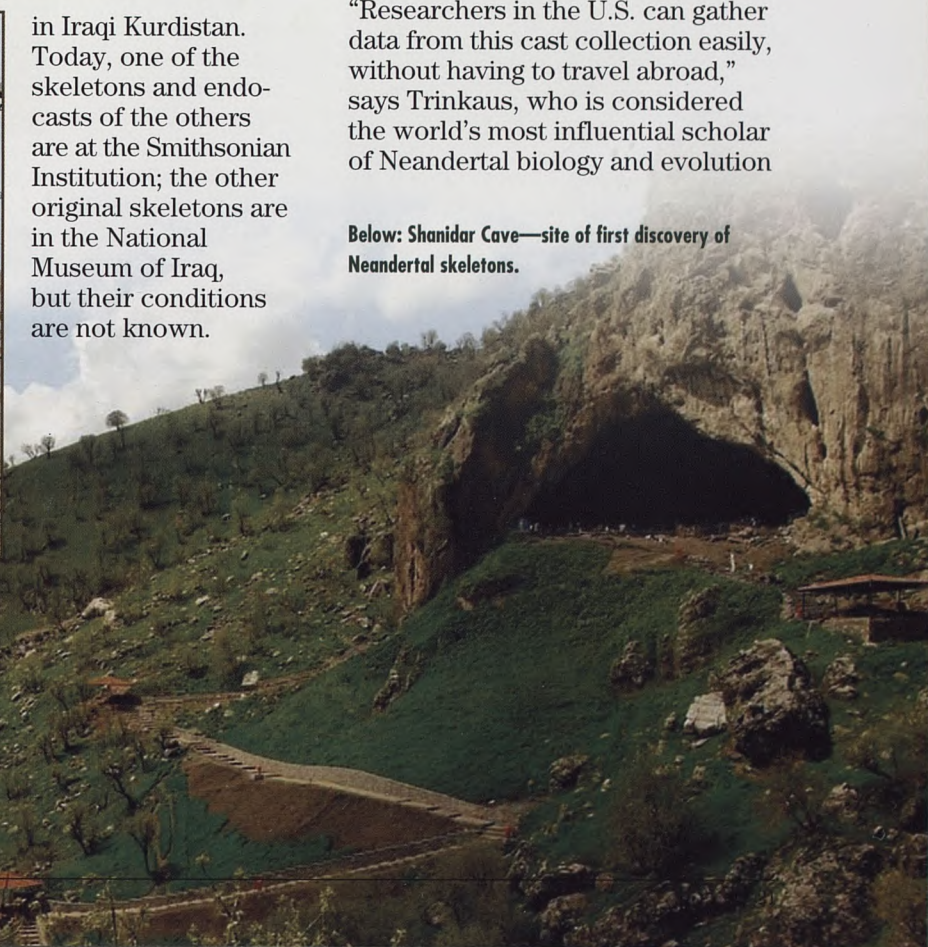 in Iraqi Kurdistan.
Today, one of the
skeletons and endo-
casts of the others
are at the Smithsonian
Institution; the other
original skeletons are
in the National
Museum of Iraq,
but their conditions
are not known.
“Researchers in the U.S. can gather
data from this cast collection easily,
without having to travel abroad,”
says Trinkaus, who is considered
the world’s most influential scholar
of Neandertal biology and evolution
Below: Shanidar Cave—site of first discovery of
Neandertal skeletons.